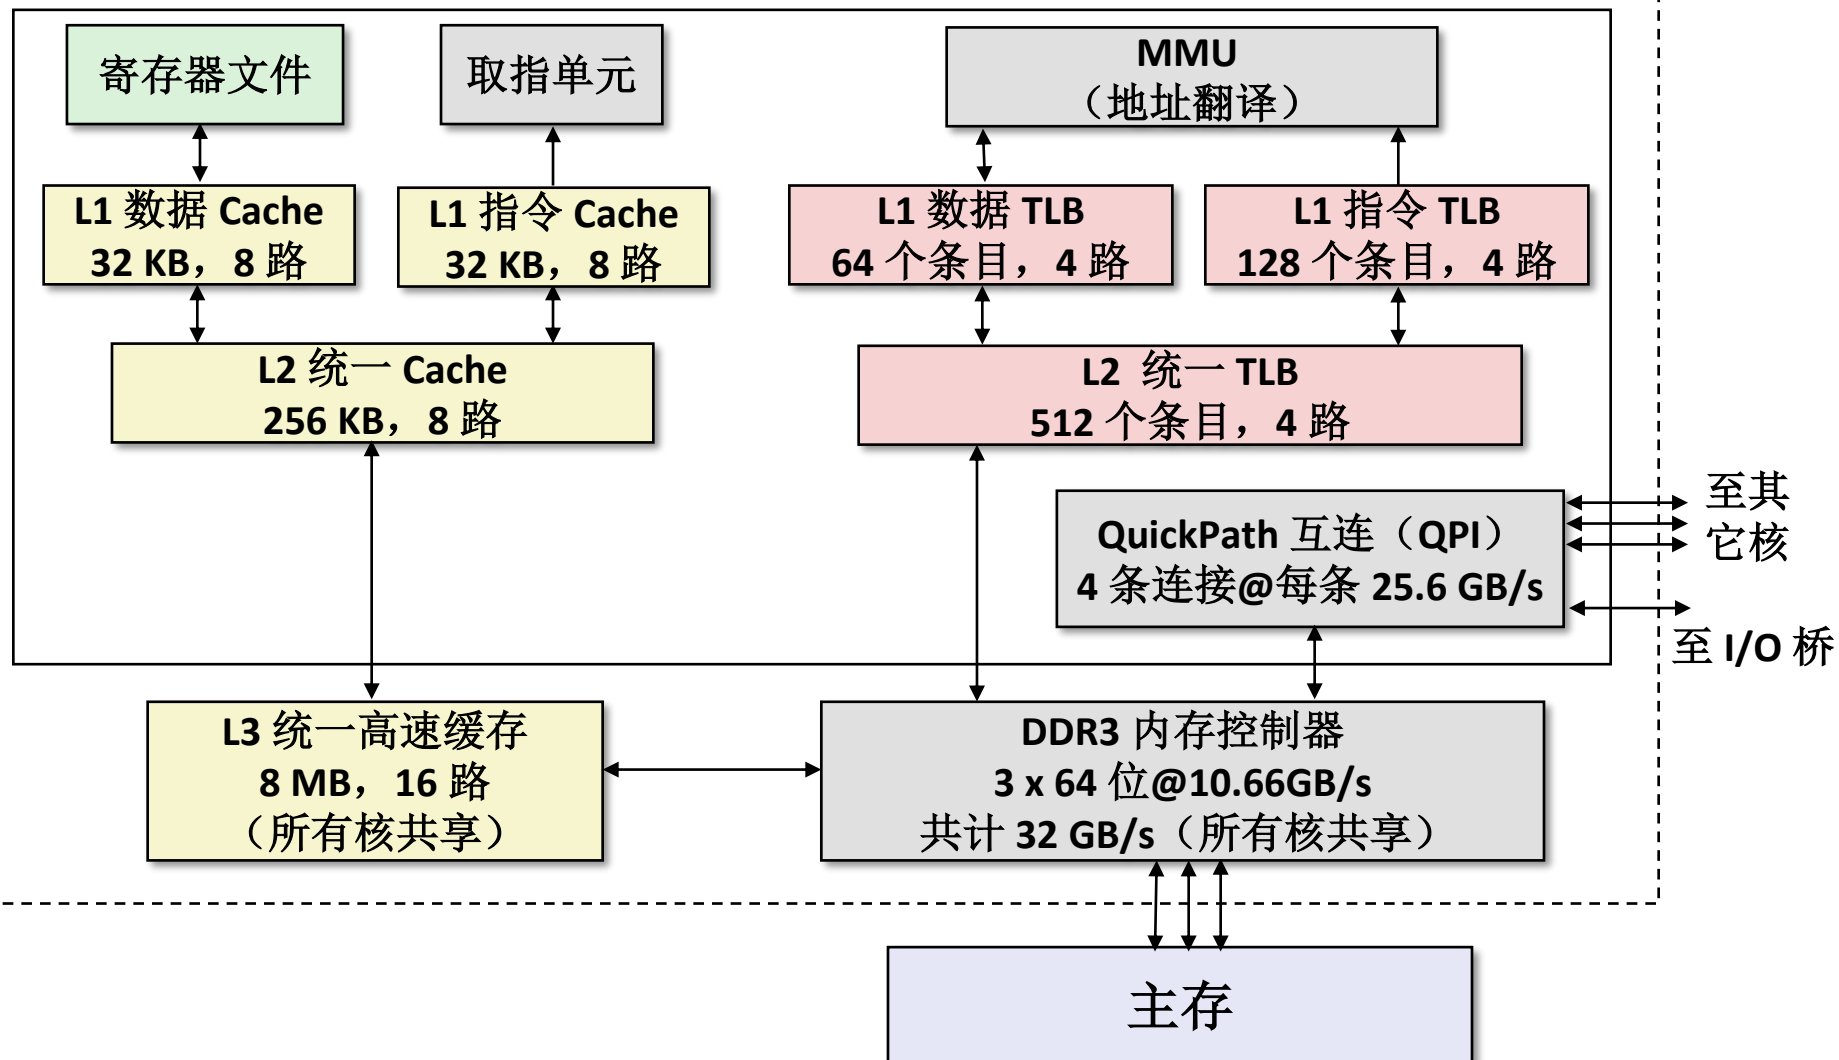 寄存器文件
取指单元
MMU
（地址翻译）
L1 数据 Cache
32 KB，8 路
L1 指令 Cache
32 KB，8 路
L1 数据 TLB
64 个条目，4 路
L1 指令 TLB
128 个条目，4 路
L2 统一 Cache
256 KB，8 路
L2 统一 TLB
512 个条目，4 路
QuickPath 互连（QPI）
4 条连接@每条 25.6 GB/s
至其
它核
至 I/O 桥
L3 统一高速缓存
8 MB，16 路
（所有核共享）
DDR3 内存控制器
3 x 64 位@10.66GB/s
共计 32 GB/s（所有核共享）
主存